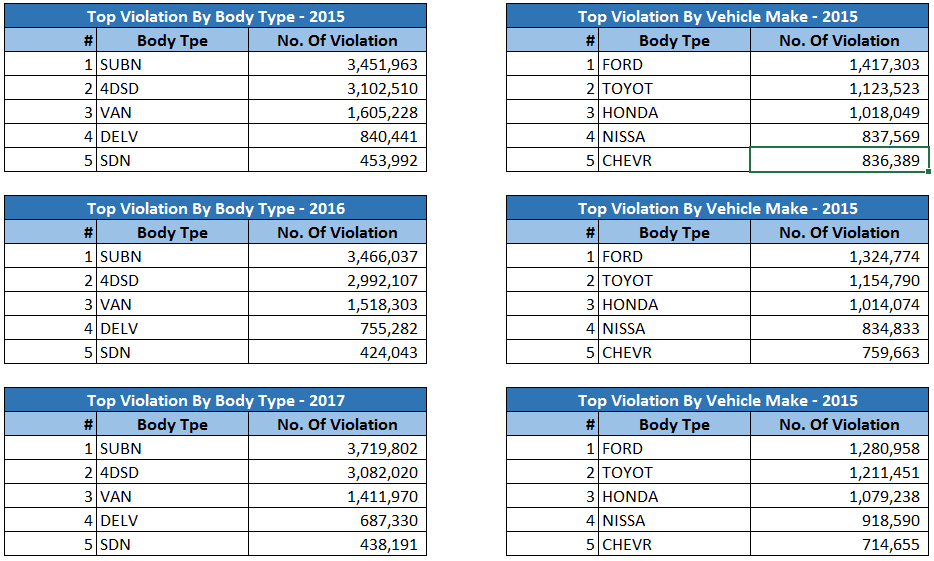 Top Violation By Body Type - 2015
# Body Tpe No. Of Violation
1 SUBN 3,451,963
2 4DSD 3,102,510
3 VAN 1,605,228
4 DELV 840,441
5 SDN 453,992
Top Violation By Vehicle Make - 2015
# Body Tpe No. Of Violation
1 FORD 1,417,303
2 TOYOT 1,123,523
3 HONDA 1,018,049
4 NISSA 837,569
5 CHEVR 836,389
Top Violation By Body Type - 2016
# Body Tpe No. Of Violation
1 SUBN 3,466,037
2 4DSD 2,992,107
3 VAN 1,518,303
4 DELV 755,282
5 SDN 424,043
Top Violation By Vehicle Make - 2015
# Body Tpe No. Of Violation
1 FORD 1,324,774
2 TOYOT 1,154,790
3 HONDA 1,014,074
4 NISSA 834,833
5 CHEVR 759,663
Top Violation By Body Type - 2017
# Body Tpe No. Of Violation
1 SUBN 3,719,802
2 4DSD 3,082,020
3 VAN 1,411,970
4 DELV 687,330
5 SDN 438,191
Top Violation By Vehicle Make - 2015
# Body Tpe No. Of Violation
1 FORD 1,280,958
2 TOYOT 1,211,451
3 HONDA 1,079,238
4 NISSA 918,590
5 CHEVR 714,655